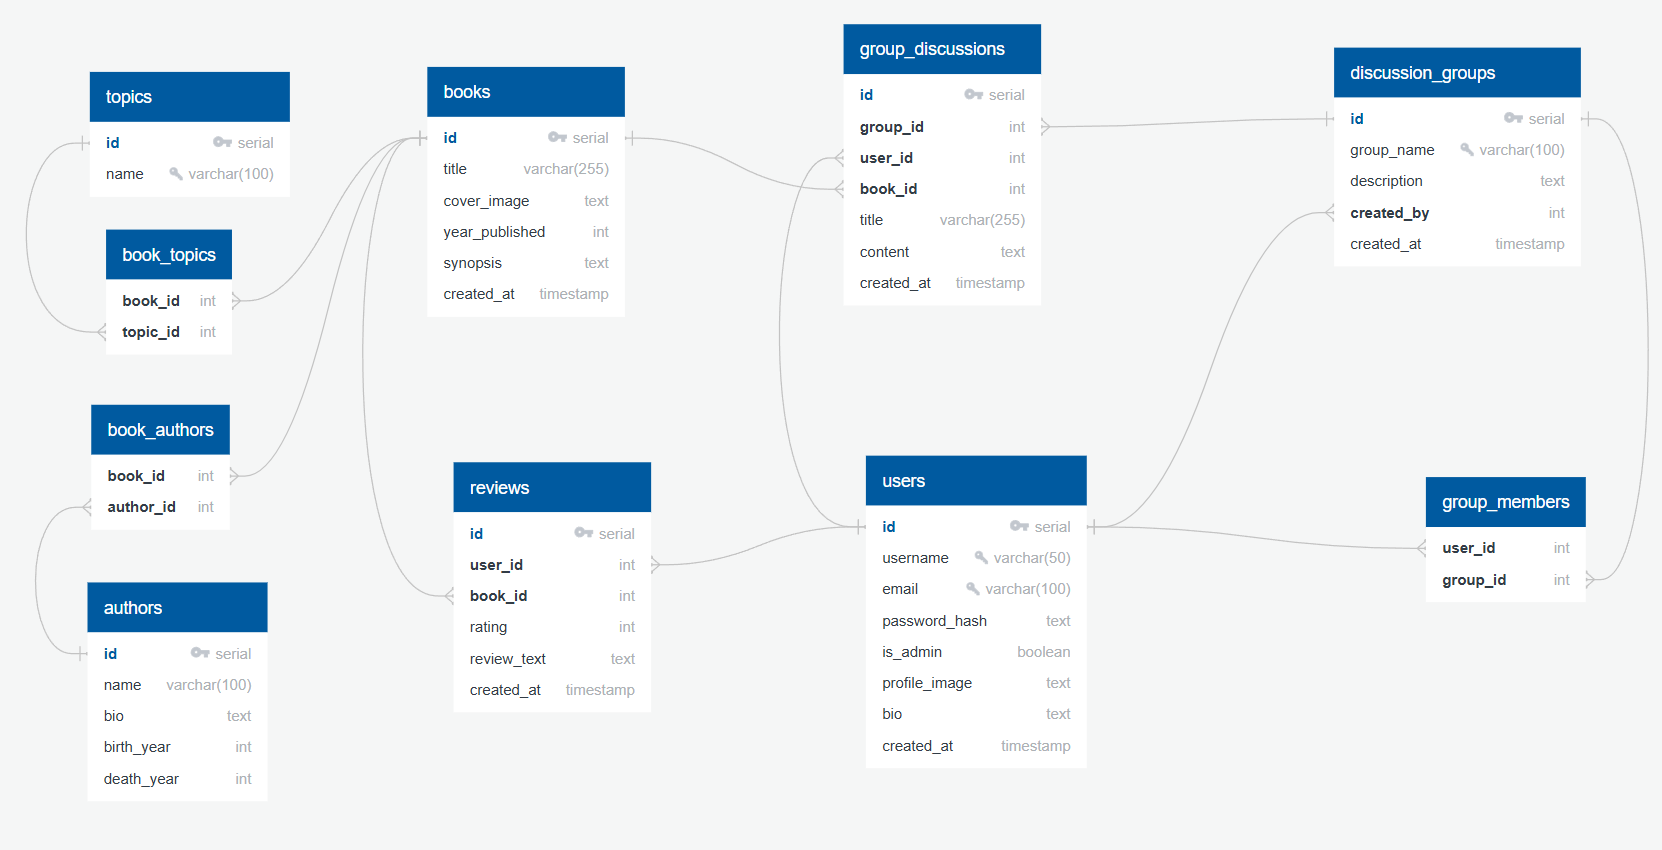 topics
id serial
name varchar(100)
book_topics
book_id int
topic_id int
book_authors
book_id int
author_id int
authors
id serial
name varchar(100)
bio text
birth_year int
death_year int
books
id serial
title varchar(255)
cover_image text
year_published int
synopsis text
created_at timestamp
reviews
id serial
user_id int
book_id int
rating int
review_text text
created_at timestamp
group_discussions
id serial
group_id int
user_id int
book_id int
title varchar(255)
content text
created_at timestamp
users
id serial
username varchar(50)
email varchar(100)
password_hash text
is_admin boolean
profile_image text
bio text
created_at timestamp
discussion_groups
id serial
group_name varchar(100)
description text
created_by int
created_at timestamp
group_members
user_id int
group_id int